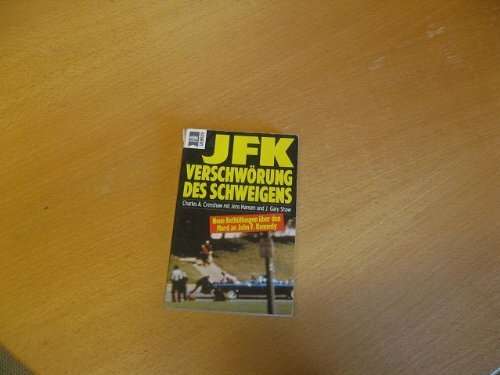 JFK
VERSCHWÖRUNG
DES SCHWEIGENS
Charles A. Crenshaw mit Jens Hansen und J. Gary Shaw
Neue Enthüllungen über den
Mord an John F. Kennedy